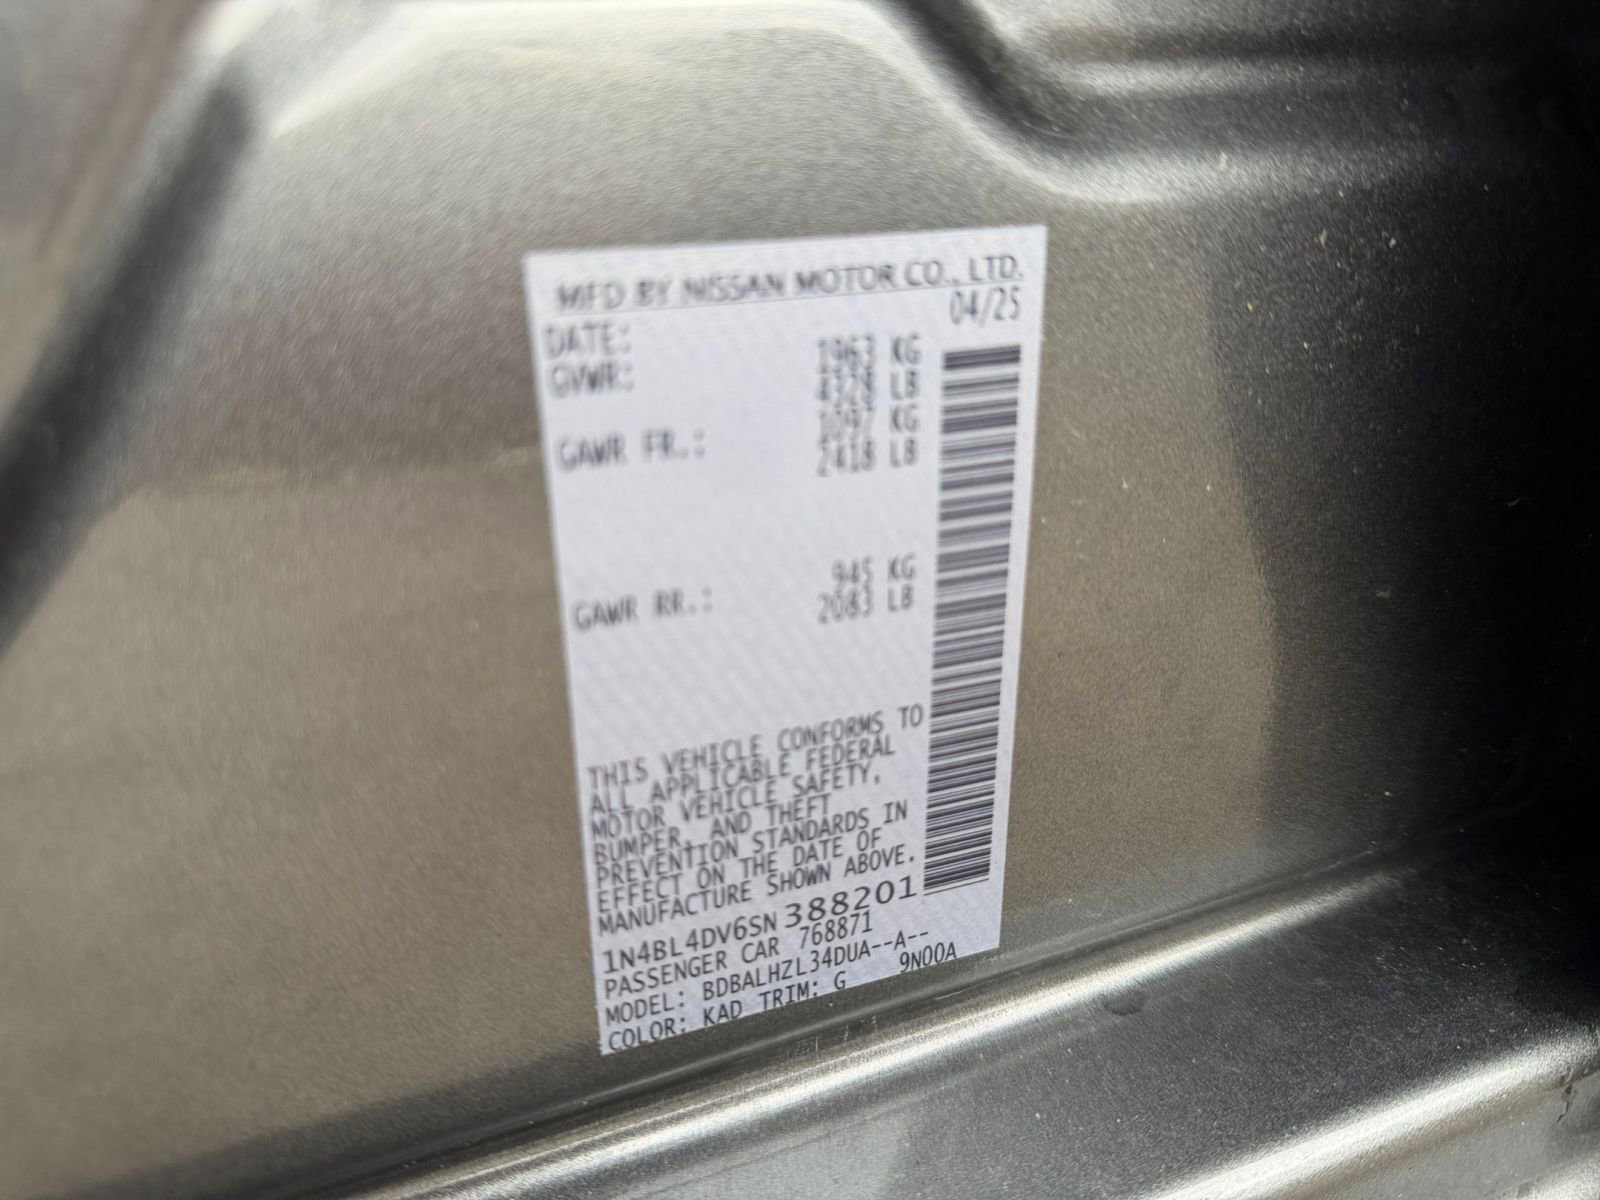 MFD BY NISSAN MOTOR CO., LTD.
DATE: 04/25
GVWR: 1963 KG
4328 LB
GAWR FR.: 1097 KG
2418 LB
GAWR RR.: 945 KG
2083 LB
THIS VEHICLE CONFORMS TO
ALL APPLICABLE FEDERAL
MOTOR VEHICLE SAFETY,
BUMPER, AND THEFT
PREVENTION STANDARDS IN
EFFECT ON THE DATE OF
MANUFACTURE SHOWN ABOVE.
1N4BL4DV6SN388201
PASSENGER CAR 768871
MODEL: BDBALHZL34DUA--A--
COLOR: KAD TRIM: G 9N00A